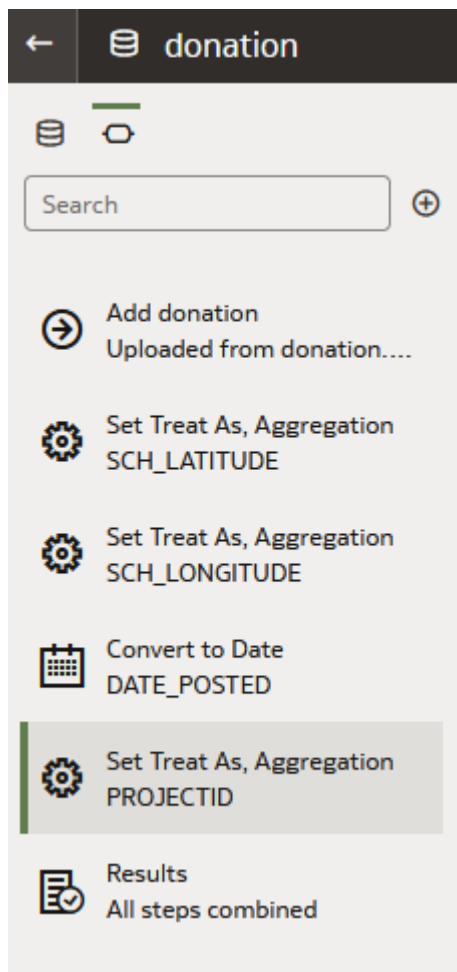 donation
Search
Add donation
Uploaded from donation....
Set Treat As, Aggregation
SCH_LATITUDE
Set Treat As, Aggregation
SCH_LONGITUDE
Convert to Date
DATE_POSTED
Set Treat As, Aggregation
PROJECTID
Results
All steps combined